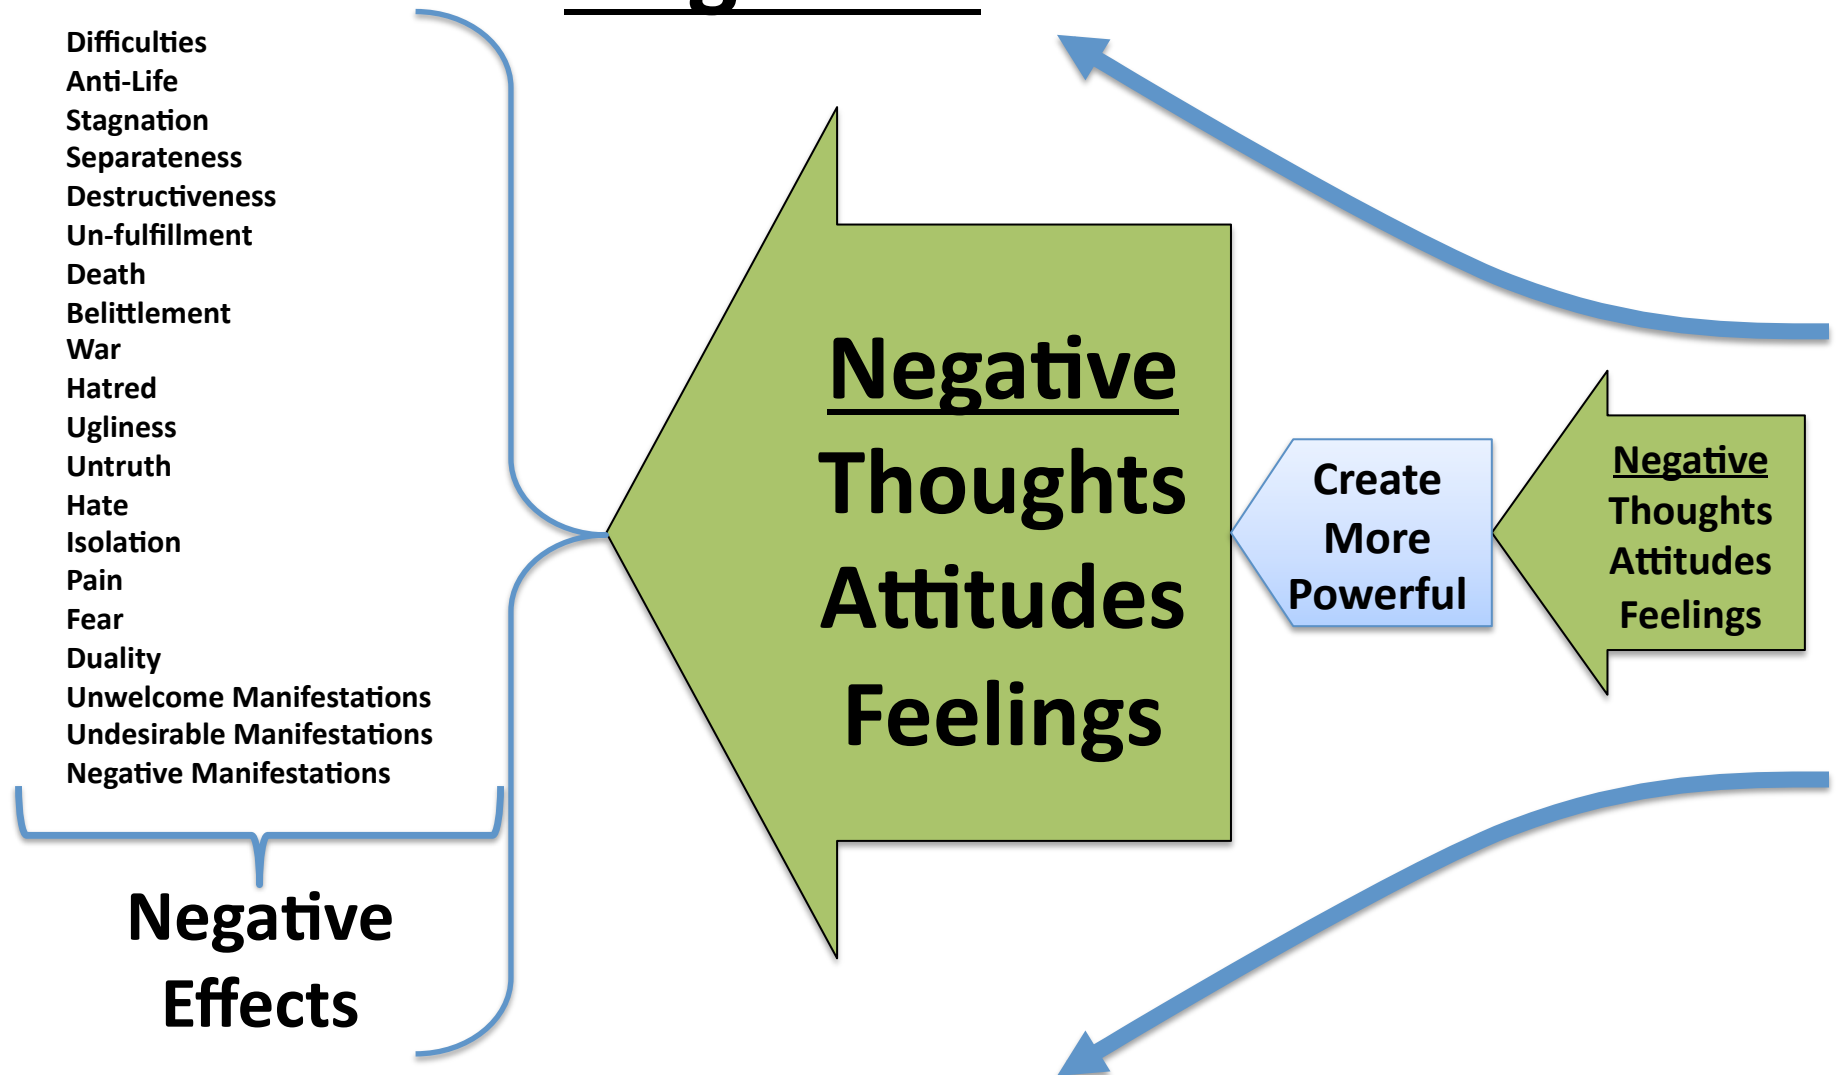 Difficulties
Anti-Life
Stagnation
Separateness
Destructiveness
Un-fulfillment
Death
Belittlement
War
Hatred
Ugliness
Untruth
Hate
Isolation
Pain
Fear
Duality
Unwelcome Manifestations
Undesirable Manifestations
Negative Manifestations
Negative
Effects
Negative
Thoughts
Attitudes
Feelings
Create
More
Powerful
Negative
Thoughts
Attitudes
Feelings